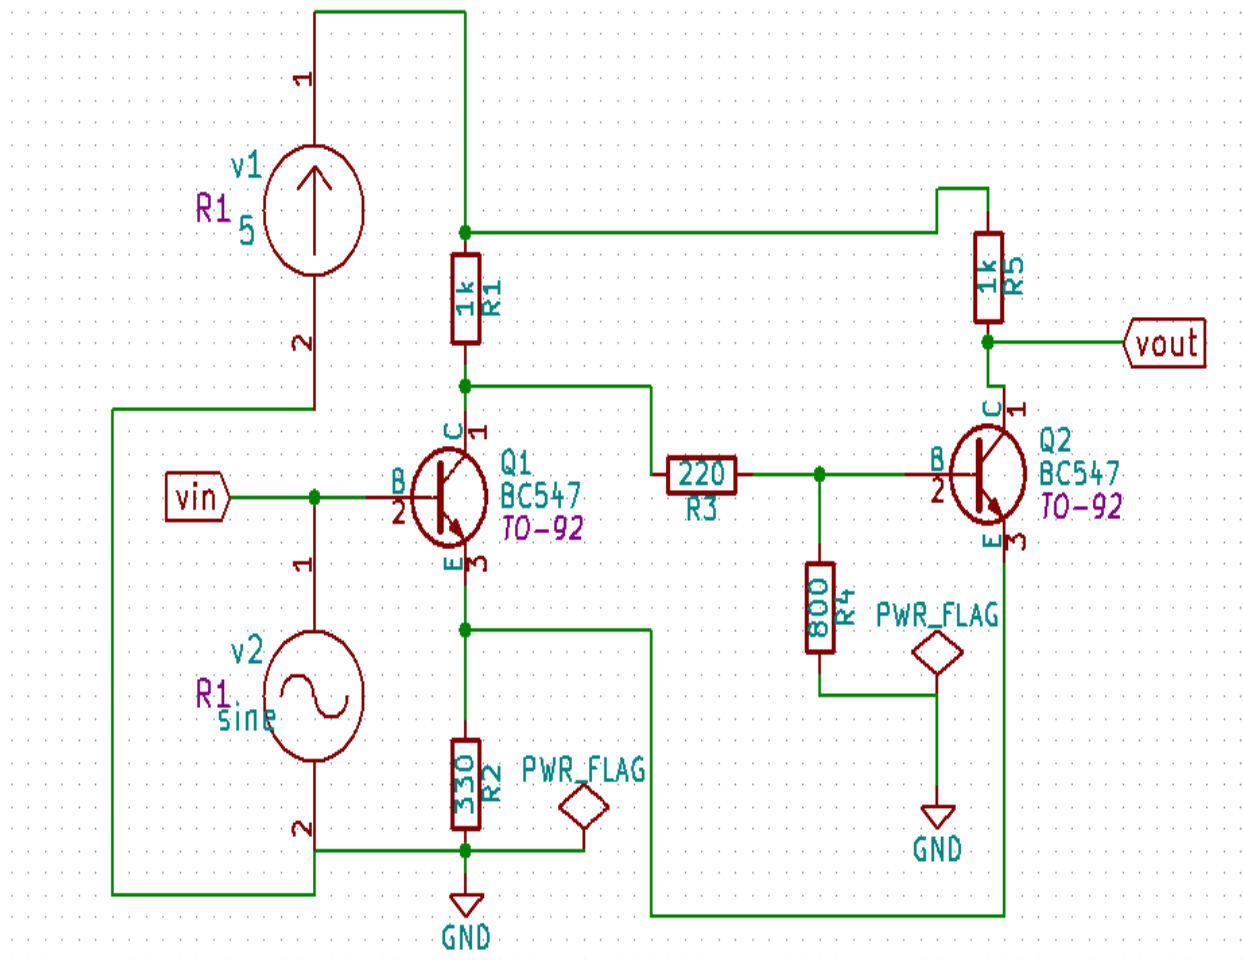 1
v1
R1
5
2
1k
R1
1k
R5
vout
C
1
Q1
BC547
TO-92
B
2
E
3
vin
220
R3
C
1
Q2
BC547
TO-92
B
2
E
3
1
v2
R1
sine
2
800
R4
PWR_FLAG
GND
330
R2
PWR_FLAG
GND